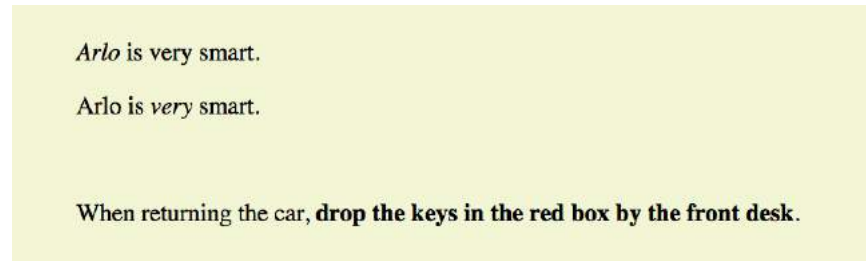 Arlo is very smart.
Arlo is very smart.
When returning the car, drop the keys in the red box by the front desk.